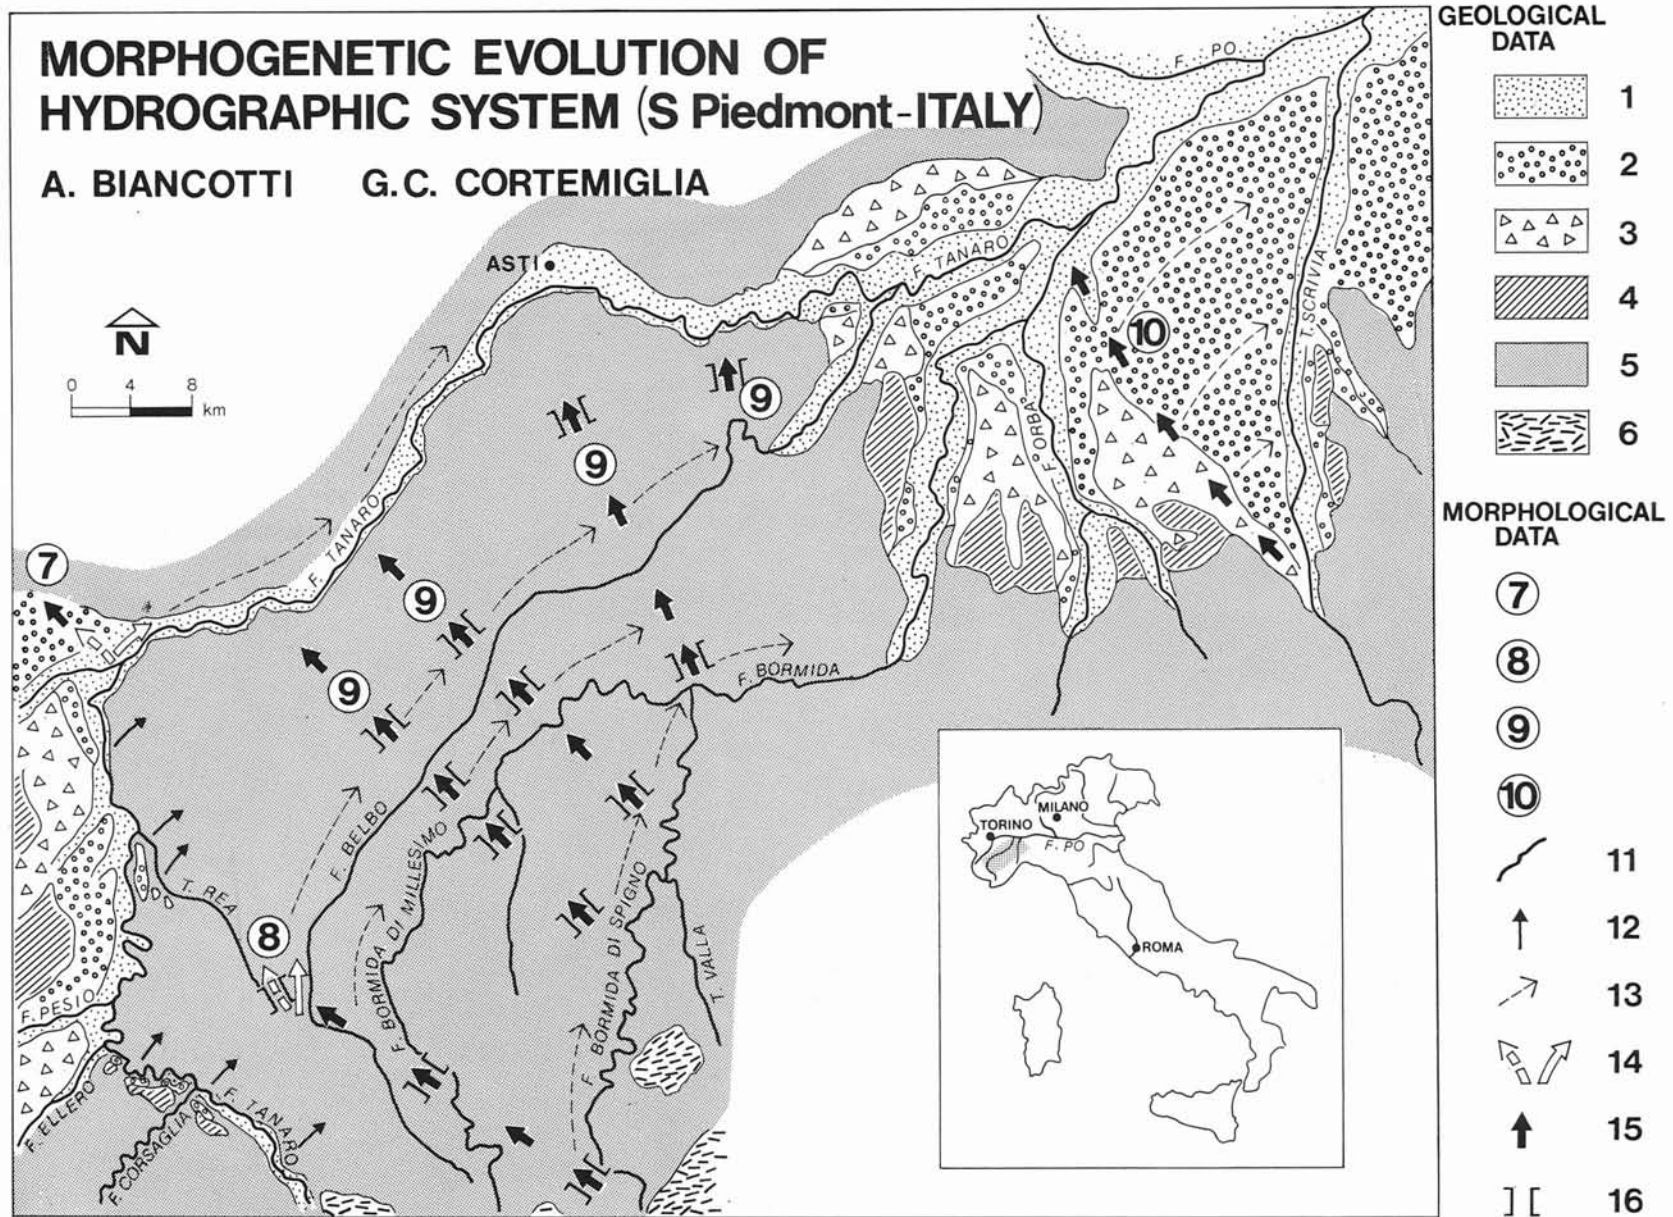 MORPHOGENETIC EVOLUTION OF
HYDROGRAPHIC SYSTEM (S Piedmont-ITALY)
A. BIANCOTTI G.C. CORTEMIGLIA
N
0 4 8
km
ASTI
F. PO
F. TANARO
T. SCRIVIA
F. ORBA
10
9
9
9
9
F. TANARO
7
F. BORMIDA
F. BELBO
F. BORMIDA DI MILLESIMO
F. BORMIDA DI SPIGNO
T. VALLA
T. REA
8
F. PESIO
F. ELLERO
F. CORSAGLIA
F. TANARO
MILANO
TORINO
F. PO
ROMA
GEOLOGICAL
DATA
1
2
3
4
5
6
MORPHOLOGICAL
DATA
7
8
9
10
11
12
13
14
15
16